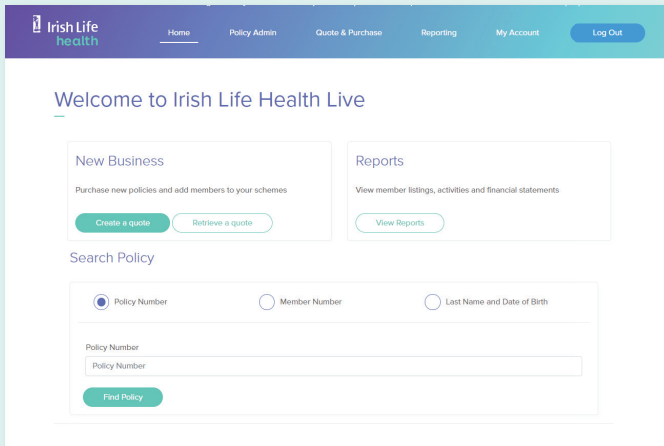 Irish Life
health
Home
Policy Admin
Quote & Purchase
Reporting
My Account
Log Out
Welcome to Irish Life Health Live
New Business
Purchase new policies and add members to your schemes
Create a quote
Retrieve a quote
Reports
View member listings, activities and financial statements
View Reports
Search Policy
Policy Number
Member Number
Last Name and Date of Birth
Policy Number
Policy Number
Find Policy